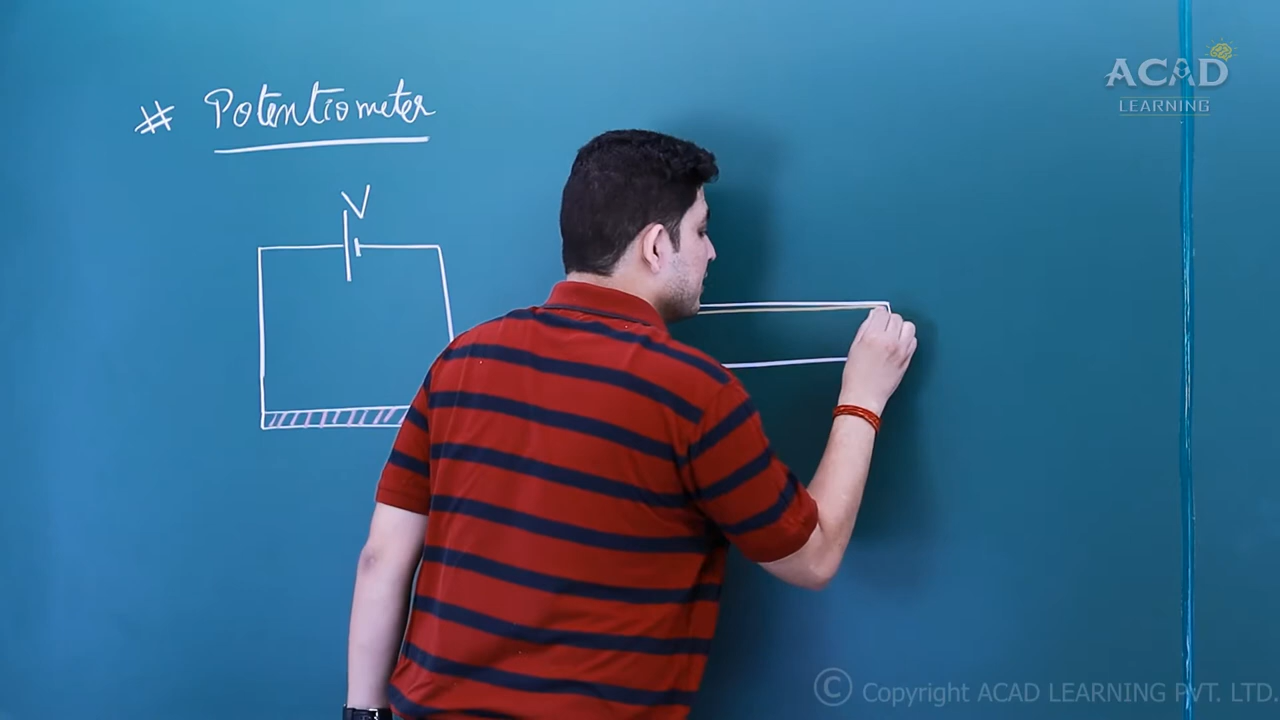 # Potentiometer
V
ACAD
LEARNING
© Copyright ACAD LEARNING PVT. LTD.